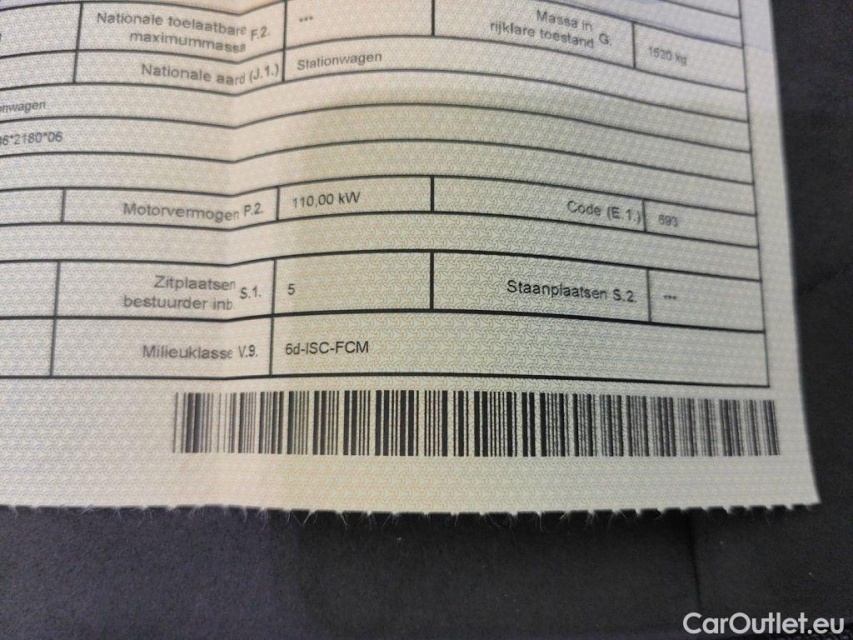 Nationale toelaatbare F.2. ---
maximummassa
Massa in G. 1520 kg
rijklare toestand
Nationale aard (J.1.) Stationwagen
nwagen
6*2180*06
Motorvermogen P.2. 110,00 kW Code (E.1.) 693
Zitplaatsen S.1. 5 Staanplaatsen S.2. ---
bestuurder inb.
Milieuklasse V.9. 6d-ISC-FCM
CarOutlet.eu